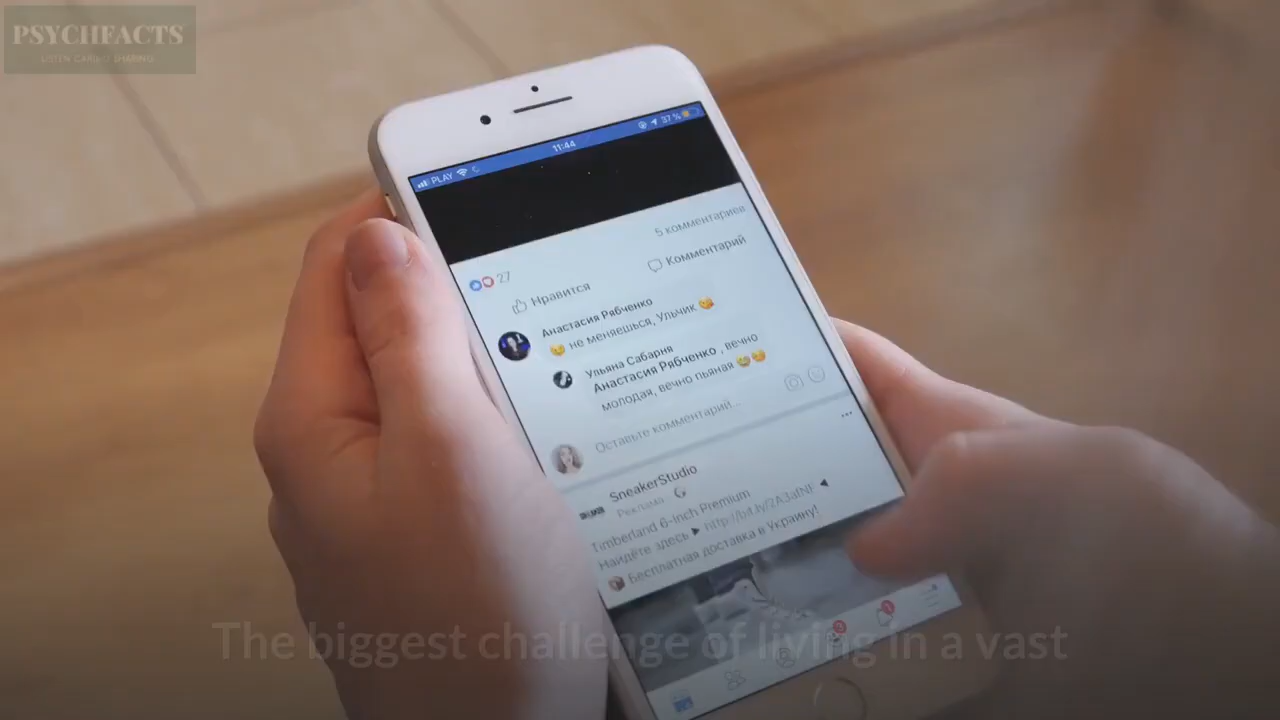 PSYCHFACTS
PLAY
11:44
37 %
5 комментариев
27
Нравится
Комментарий
Анастасия Рябченко
не меняешься, Ульчик
Ульяна Сабарня
Анастасия Рябченко , вечно
молодая, вечно пьяная
Оставьте комментарий...
SneakerStudio
Реклама
Timberland 6-inch Premium
Найдёте здесь
Бесплатная доставка в Украину!
The biggest challenge of living in a vast